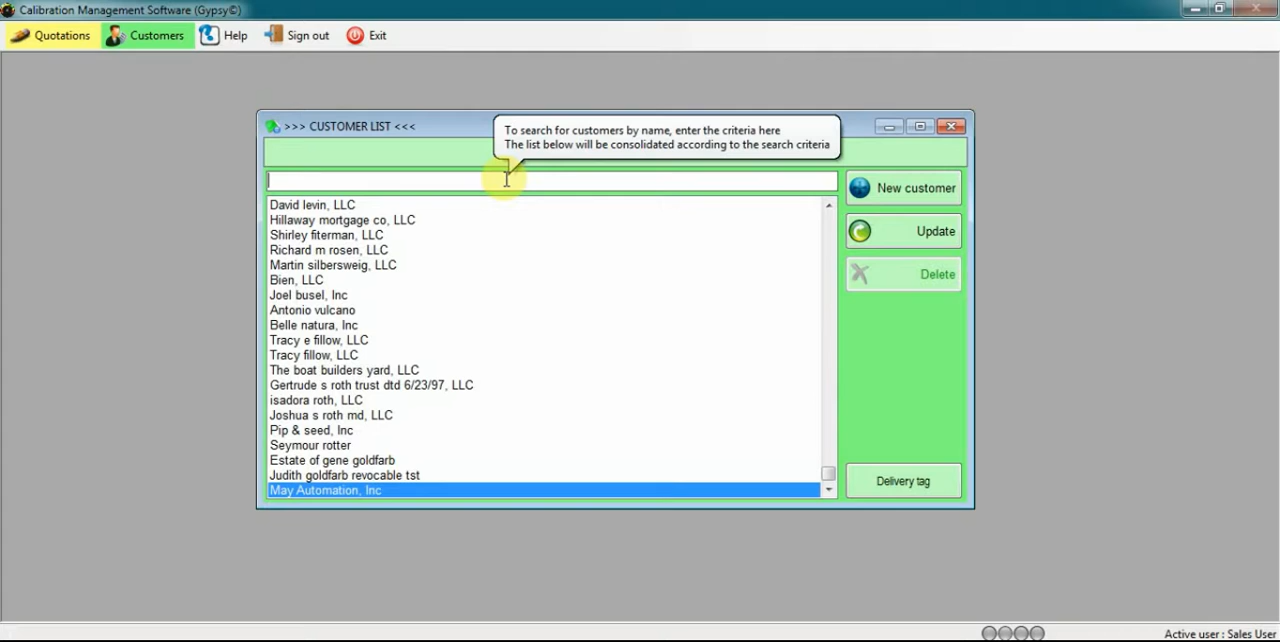 Calibration Management Software (Gypsy©)
Quotations Customers Help Sign out Exit
>>> CUSTOMER LIST <<<
To search for customers by name, enter the criteria here
The list below will be consolidated according to the search criteria
New customer
Update
Delete
Delivery tag
David levin, LLC
Hillaway mortgage co, LLC
Shirley fiterman, LLC
Richard m rosen, LLC
Martin silbersweig, LLC
Bien, LLC
Joel busel, Inc
Antonio vulcano
Belle natura, Inc
Tracy e fillow, LLC
Tracy fillow, LLC
The boat builders yard, LLC
Gertrude s roth trust dtd 6/23/97, LLC
isadora roth, LLC
Joshua s roth md, LLC
Pip & seed, Inc
Seymour rotter
Estate of gene goldfarb
Judith goldfarb revocable tst
May Automation, Inc
Active user : Sales User